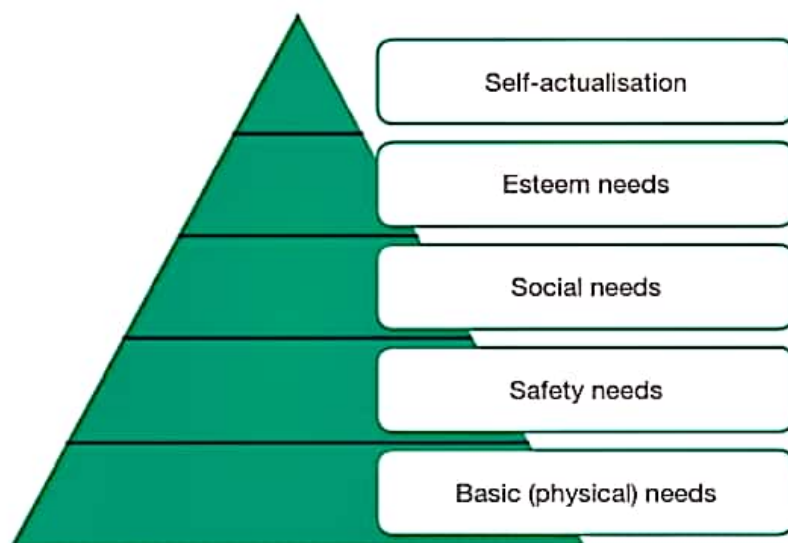 Self-actualisation
Esteem needs
Social needs
Safety needs
Basic (physical) needs